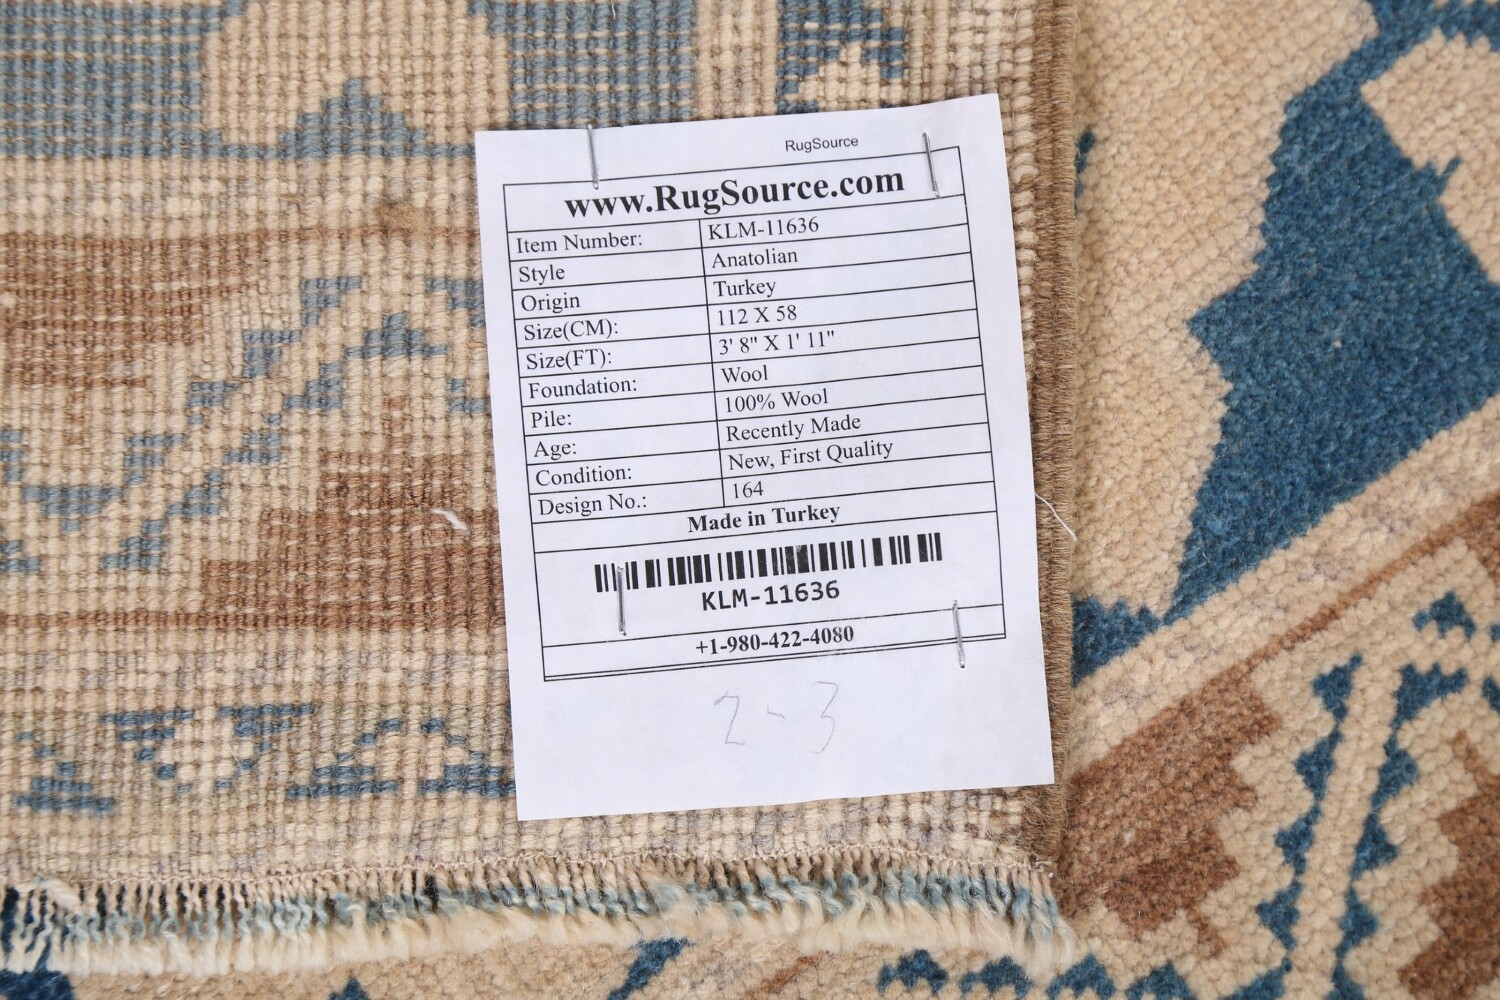 RugSource
www.RugSource.com
Item Number: KLM-11636
Style Anatolian
Origin Turkey
Size(CM): 112 X 58
Size(FT): 3' 8" X 1' 11"
Foundation: Wool
Pile: 100% Wool
Age: Recently Made
Condition: New, First Quality
Design No.: 164
Made in Turkey
KLM-11636
+1-980-422-4080
2-3